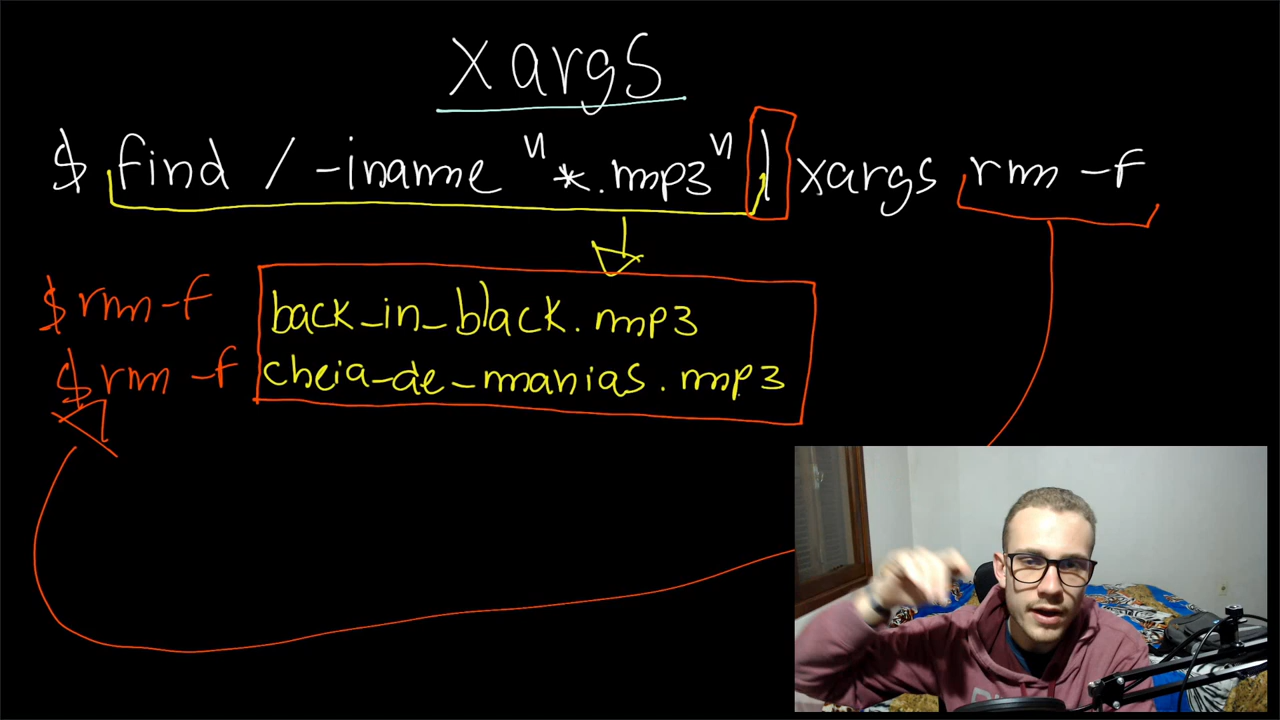 xargs
$ find / -iname "*.mp3" | xargs rm -f
$ rm -f back_in_black.mp3
$ rm -f cheia-de-manias.mp3